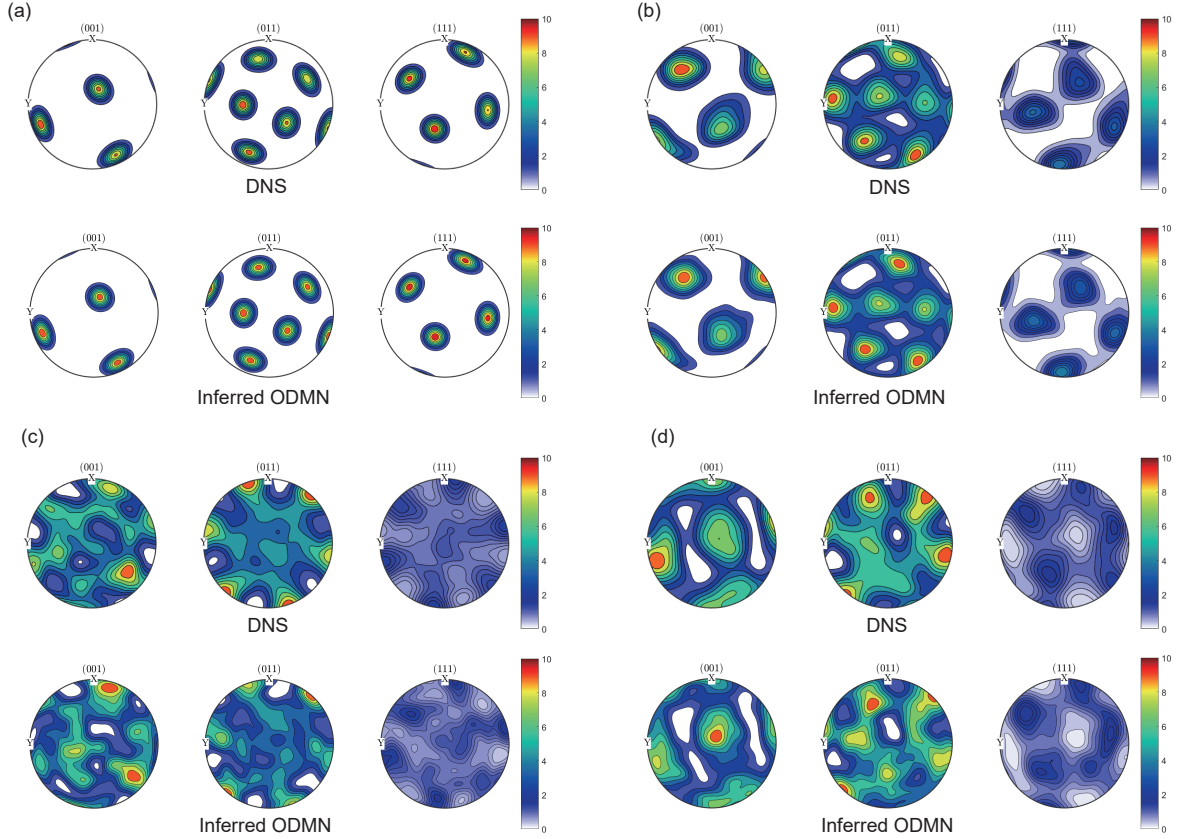 (a)
(001) (011) (111)
X X X
10
8
Y Y Y 6
4
2
0
DNS
(001) (011) (111)
X X X
10
8
Y Y Y 6
4
2
0
Inferred ODMN
(b)
(001) (011) (111)
X X X
10
8
Y Y Y 6
4
2
0
DNS
(001) (011) (111)
X X X
10
8
Y Y Y 6
4
2
0
Inferred ODMN
(c)
(001) (011) (111)
X X X
10
8
Y Y Y 6
4
2
0
DNS
(001) (011) (111)
X X X
10
8
Y Y Y 6
4
2
0
Inferred ODMN
(d)
(001) (011) (111)
X X X
10
8
Y Y Y 6
4
2
0
DNS
(001) (011) (111)
X X X
10
8
Y Y Y 6
4
2
0
Inferred ODMN